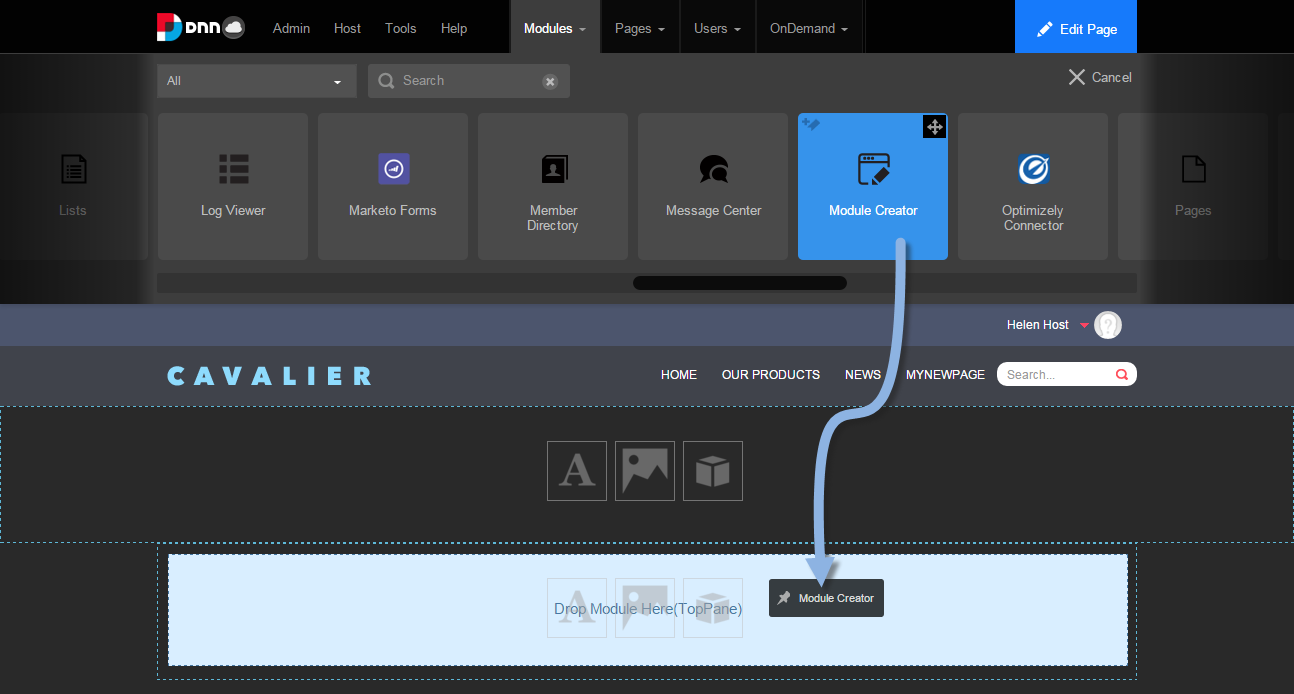 DNN Admin Host Tools Help Modules Pages Users OnDemand Edit Page
All Search Cancel
Lists
Log Viewer
Marketo Forms
Member
Directory
Message Center
Module Creator
Optimizely
Connector
Pages
Helen Host
CAVALIER HOME OUR PRODUCTS NEWS MYNEWPAGE Search...
A
A
Drop Module Here(TopPane)
Module Creator